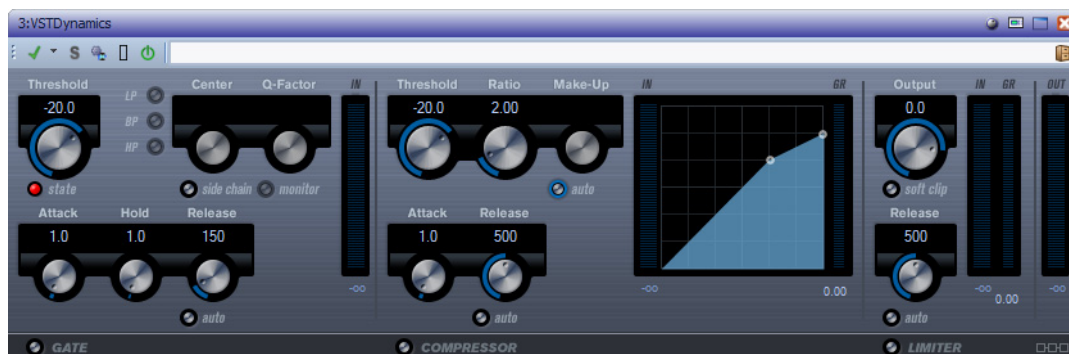 3:VSTDynamics
S
Threshold Center Q-Factor IN Threshold Ratio Make-Up IN GR Output IN GR OUT
-20.0 LP -20.0 2.00 0.0
BP
HP
state side chain monitor auto soft clip
Attack Hold Release Attack Release Release
1.0 1.0 150 1.0 500 500
-∞ -∞ 0.00 -∞ 0.00 -∞
auto auto auto
GATE COMPRESSOR LIMITER